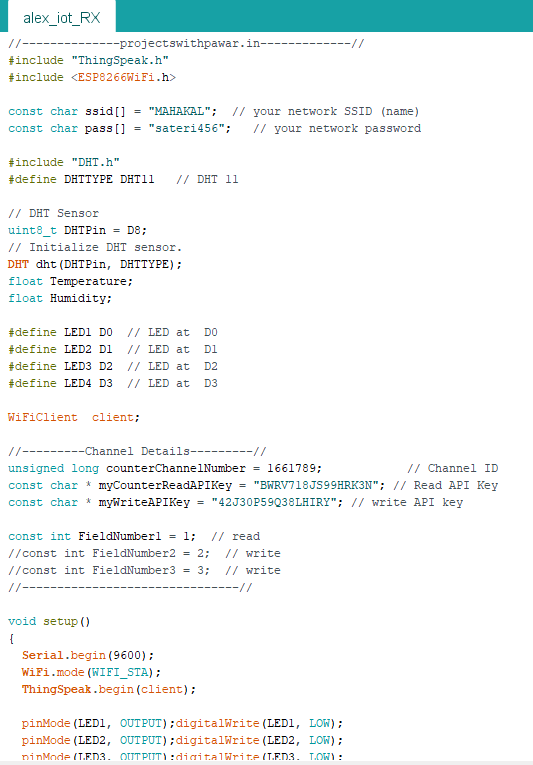 alex_iot_RX
//--------------projectswithpawar.in-------------//
#include "ThingSpeak.h"
#include <ESP8266WiFi.h>
const char ssid[] = "MAHAKAL";  // your network SSID (name)
const char pass[] = "sateri456";   // your network password
#include "DHT.h"
#define DHTTYPE DHT11   // DHT 11
// DHT Sensor
uint8_t DHTPin = D8;
// Initialize DHT sensor.
DHT dht(DHTPin, DHTTYPE);
float Temperature;
float Humidity;
#define LED1 D0  // LED at  D0
#define LED2 D1  // LED at  D1
#define LED3 D2  // LED at  D2
#define LED4 D3  // LED at  D3
WiFiClient  client;
//---------Channel Details---------//
unsigned long counterChannelNumber = 1661789;            // Channel ID
const char * myCounterReadAPIKey = "BWRV718JS99HRK3N"; // Read API Key
const char * myWriteAPIKey = "42J30P59Q38LHIRY"; // write API key
const int FieldNumber1 = 1;  // read
//const int FieldNumber2 = 2;  // write
//const int FieldNumber3 = 3;  // write
//-------------------------------//
void setup()
{
  Serial.begin(9600);
  WiFi.mode(WIFI_STA);
  ThingSpeak.begin(client);
  pinMode(LED1, OUTPUT);digitalWrite(LED1, LOW);
  pinMode(LED2, OUTPUT);digitalWrite(LED2, LOW);
  pinMode(LED3, OUTPUT);digitalWrite(LED3, LOW);